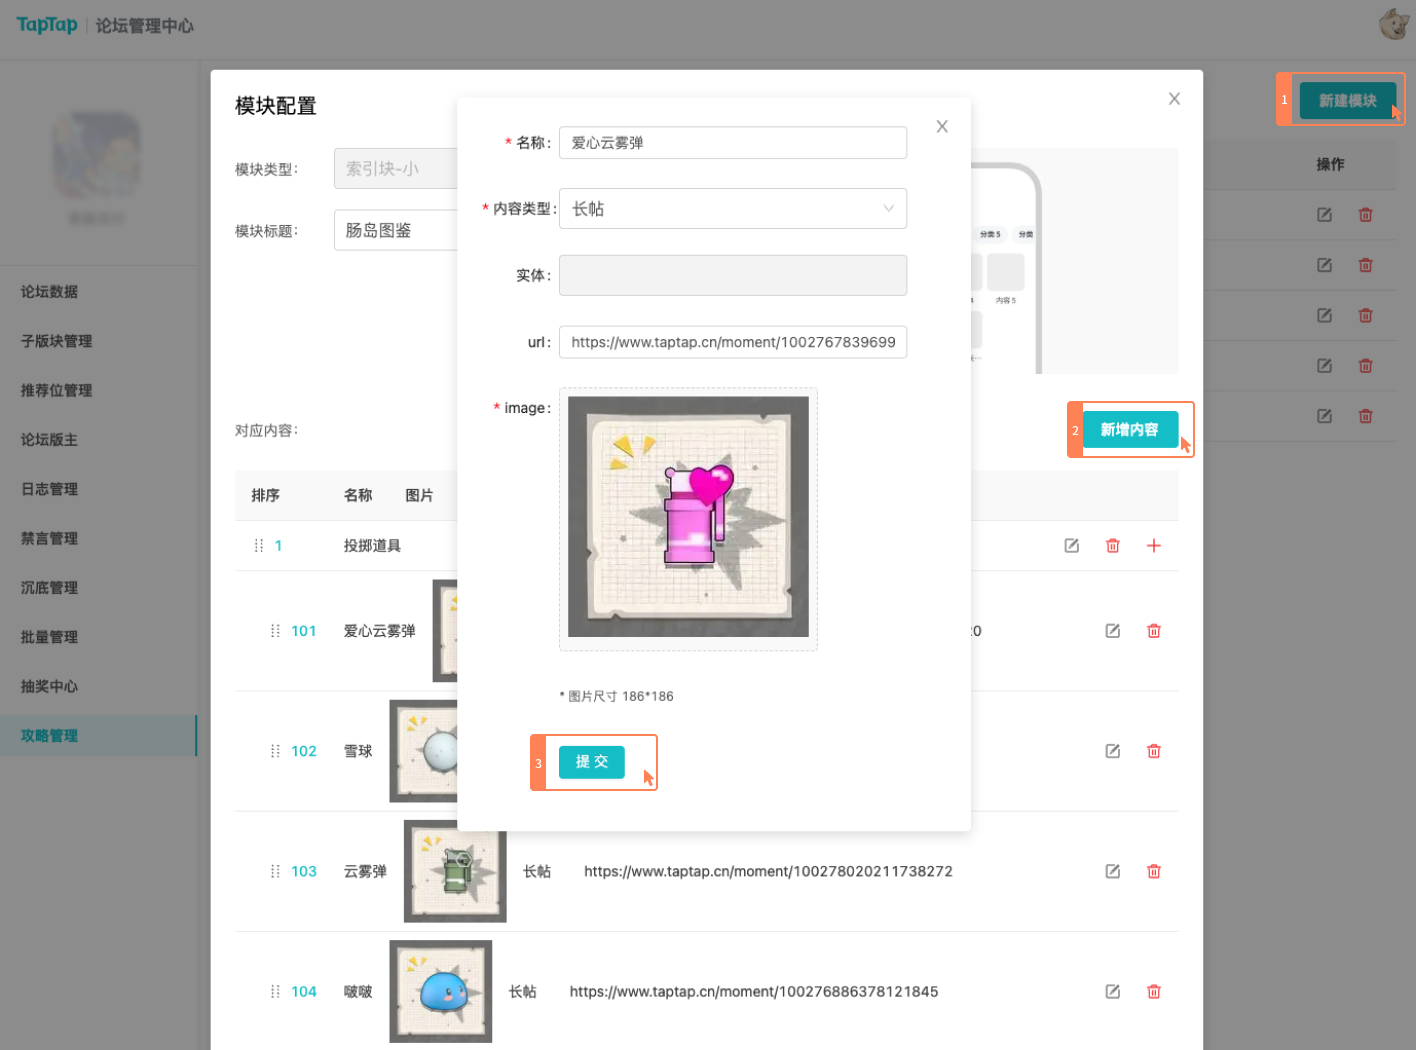 TapTap 论坛管理中心
1 新建模块
模块配置
模块类型:
索引块-小
模块标题:
肠岛图鉴
操作
论坛数据
子版块管理
推荐位管理
论坛版主
日志管理
禁言管理
沉底管理
批量管理
抽奖中心
攻略管理
* 名称:
爱心云雾弹
* 内容类型:
长帖
实体:
url:
https://www.taptap.cn/moment/1002767839699
* image:
* 图片尺寸 186*186
3 提 交
分类 5 分类
内容 5
对应内容:
2 新增内容
排序 名称 图片
1 投掷道具
101 爱心云雾弹
20
102 雪球
103 云雾弹 长帖 https://www.taptap.cn/moment/100278020211738272
104 啵啵 长帖 https://www.taptap.cn/moment/100276886378121845